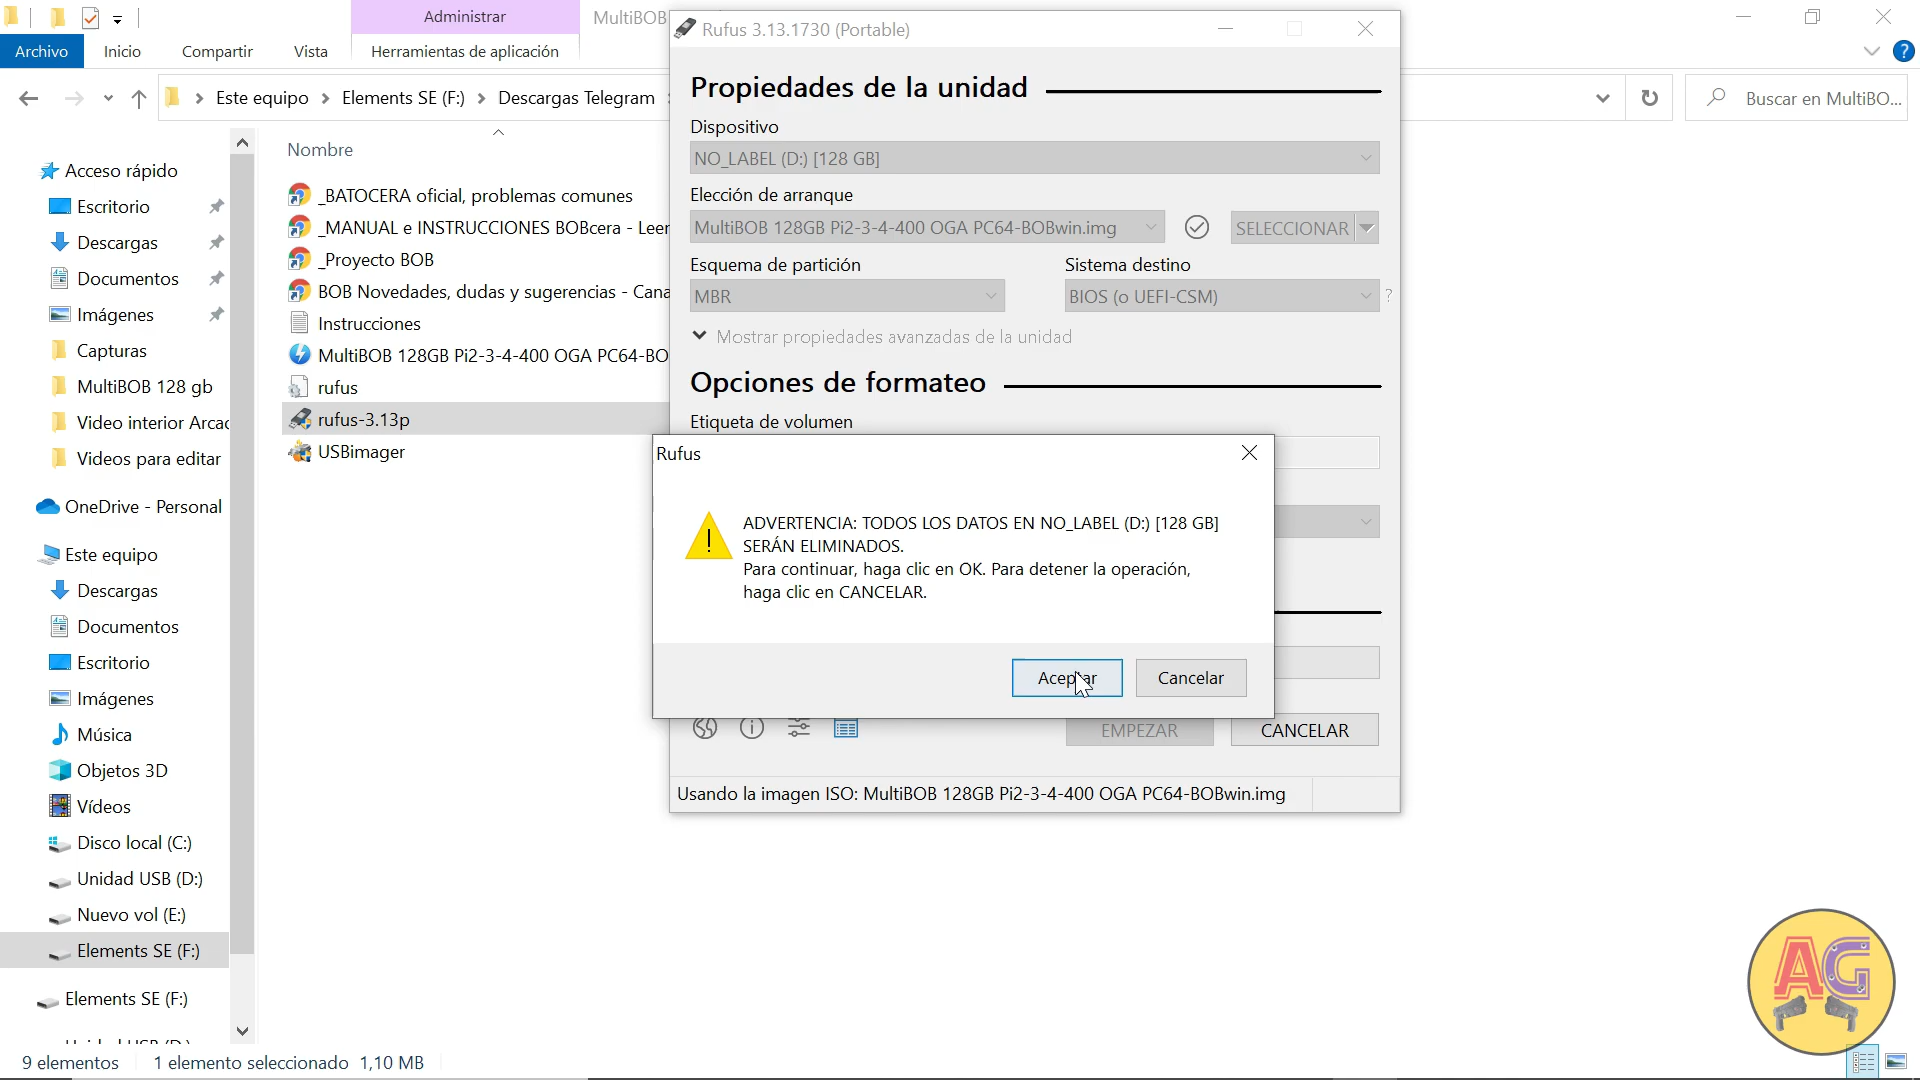 Administrar
MultiBOB
Archivo
Inicio
Compartir
Vista
Herramientas de aplicación
?
Este equipo
Elements SE (F:)
Descargas Telegram
Buscar en MultiBO...
Acceso rápido
Escritorio
Descargas
Documentos
Imágenes
Capturas
MultiBOB 128 gb
Video interior Arcad
Videos para editar
OneDrive - Personal
Este equipo
Descargas
Documentos
Escritorio
Imágenes
Música
Objetos 3D
Vídeos
Disco local (C:)
Unidad USB (D:)
Nuevo vol (E:)
Elements SE (F:)
Elements SE (F:)
Nombre
_BATOCERA oficial, problemas comunes
_MANUAL e INSTRUCCIONES BOBcera - Leer
_Proyecto BOB
BOB Novedades, dudas y sugerencias - Cana
Instrucciones
MultiBOB 128GB Pi2-3-4-400 OGA PC64-BO
rufus
rufus-3.13p
USBimager
Rufus 3.13.1730 (Portable)
Propiedades de la unidad
Dispositivo
NO_LABEL (D:) [128 GB]
Elección de arranque
MultiBOB 128GB Pi2-3-4-400 OGA PC64-BOBwin.img
SELECCIONAR
Esquema de partición
Sistema destino
MBR
BIOS (o UEFI-CSM)
?
Mostrar propiedades avanzadas de la unidad
Opciones de formateo
Etiqueta de volumen
Rufus
ADVERTENCIA: TODOS LOS DATOS EN NO_LABEL (D:) [128 GB]
SERÁN ELIMINADOS.
Para continuar, haga clic en OK. Para detener la operación,
haga clic en CANCELAR.
Aceptar
Cancelar
EMPEZAR
CANCELAR
Usando la imagen ISO: MultiBOB 128GB Pi2-3-4-400 OGA PC64-BOBwin.img
AG
9 elementos
1 elemento seleccionado 1,10 MB